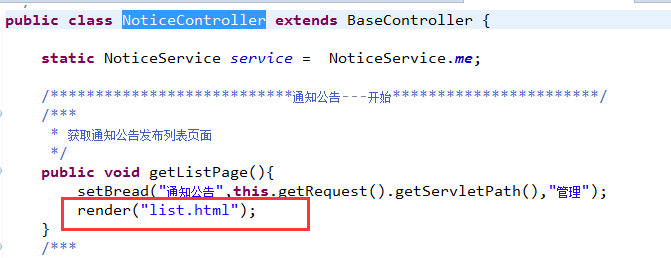 public class NoticeController extends BaseController {
static NoticeService service =  NoticeService.me;
/****************************通知公告---开始************************/
/***
* 获取通知公告发布列表页面
*/
public void getListPage(){
setBread("通知公告",this.getRequest().getServletPath(),"管理");
render("list.html");
}
/***